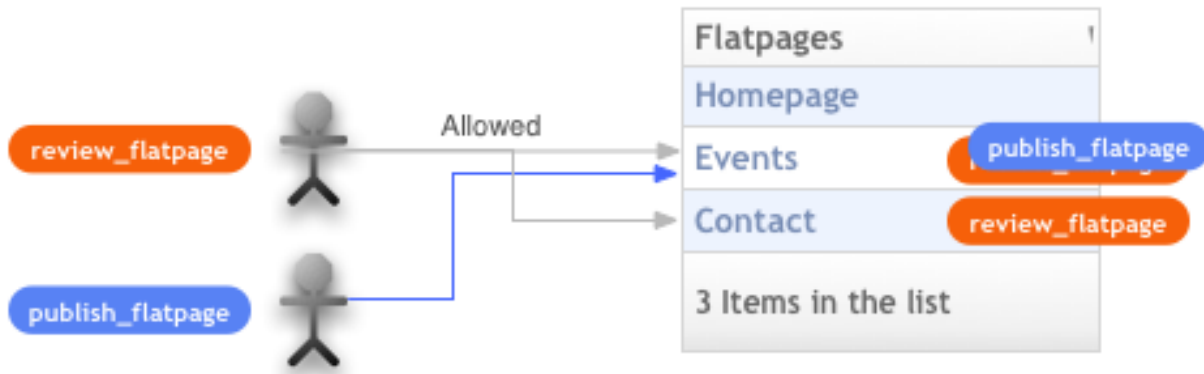 Flatpages
Homepage
Allowed
review_flatpage
Events
publish_flatpage
Contact
review_flatpage
publish_flatpage
3 Items in the list